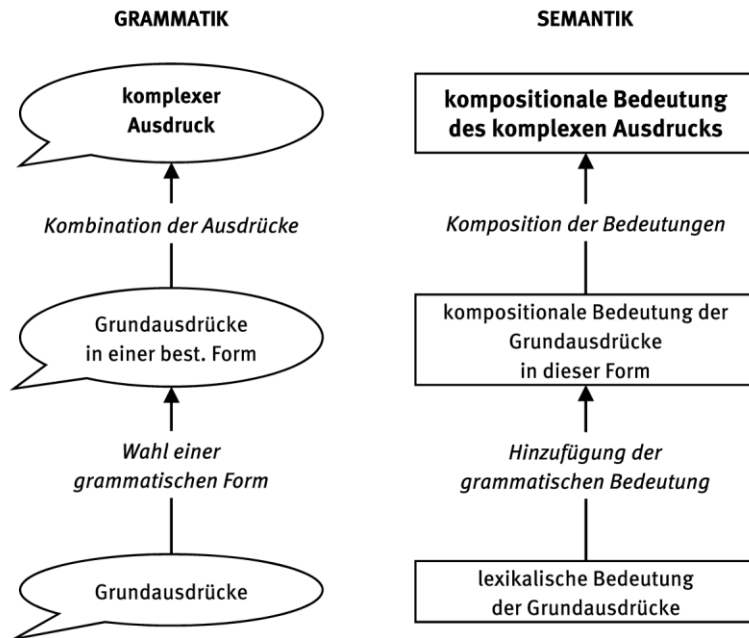 GRAMMATIK
komplexer
Ausdruck
Kombination der Ausdrücke
Grundausdrücke
in einer best. Form
Wahl einer
grammatischen Form
Grundausdrücke
SEMANTIK
kompositionale Bedeutung
des komplexen Ausdrucks
Komposition der Bedeutungen
kompositionale Bedeutung der
Grundausdrücke
in dieser Form
Hinzufügung der
grammatischen Bedeutung
lexikalische Bedeutung
der Grundausdrücke